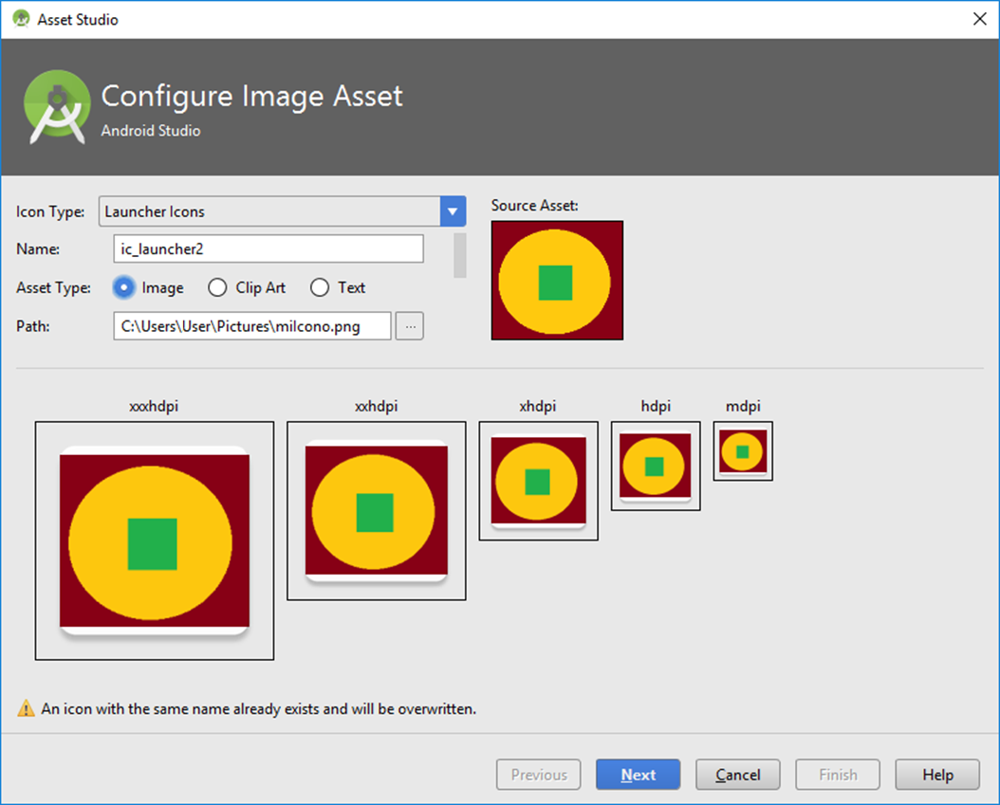 Asset Studio
Configure Image Asset
Android Studio
Icon Type: Launcher Icons
Source Asset:
Name: ic_launcher2
Asset Type: Image Clip Art Text
Path: C:\Users\User\Pictures\milcono.png ...
xxxhdpi xxhdpi xhdpi hdpi mdpi
An icon with the same name already exists and will be overwritten.
Previous Next Cancel Finish Help